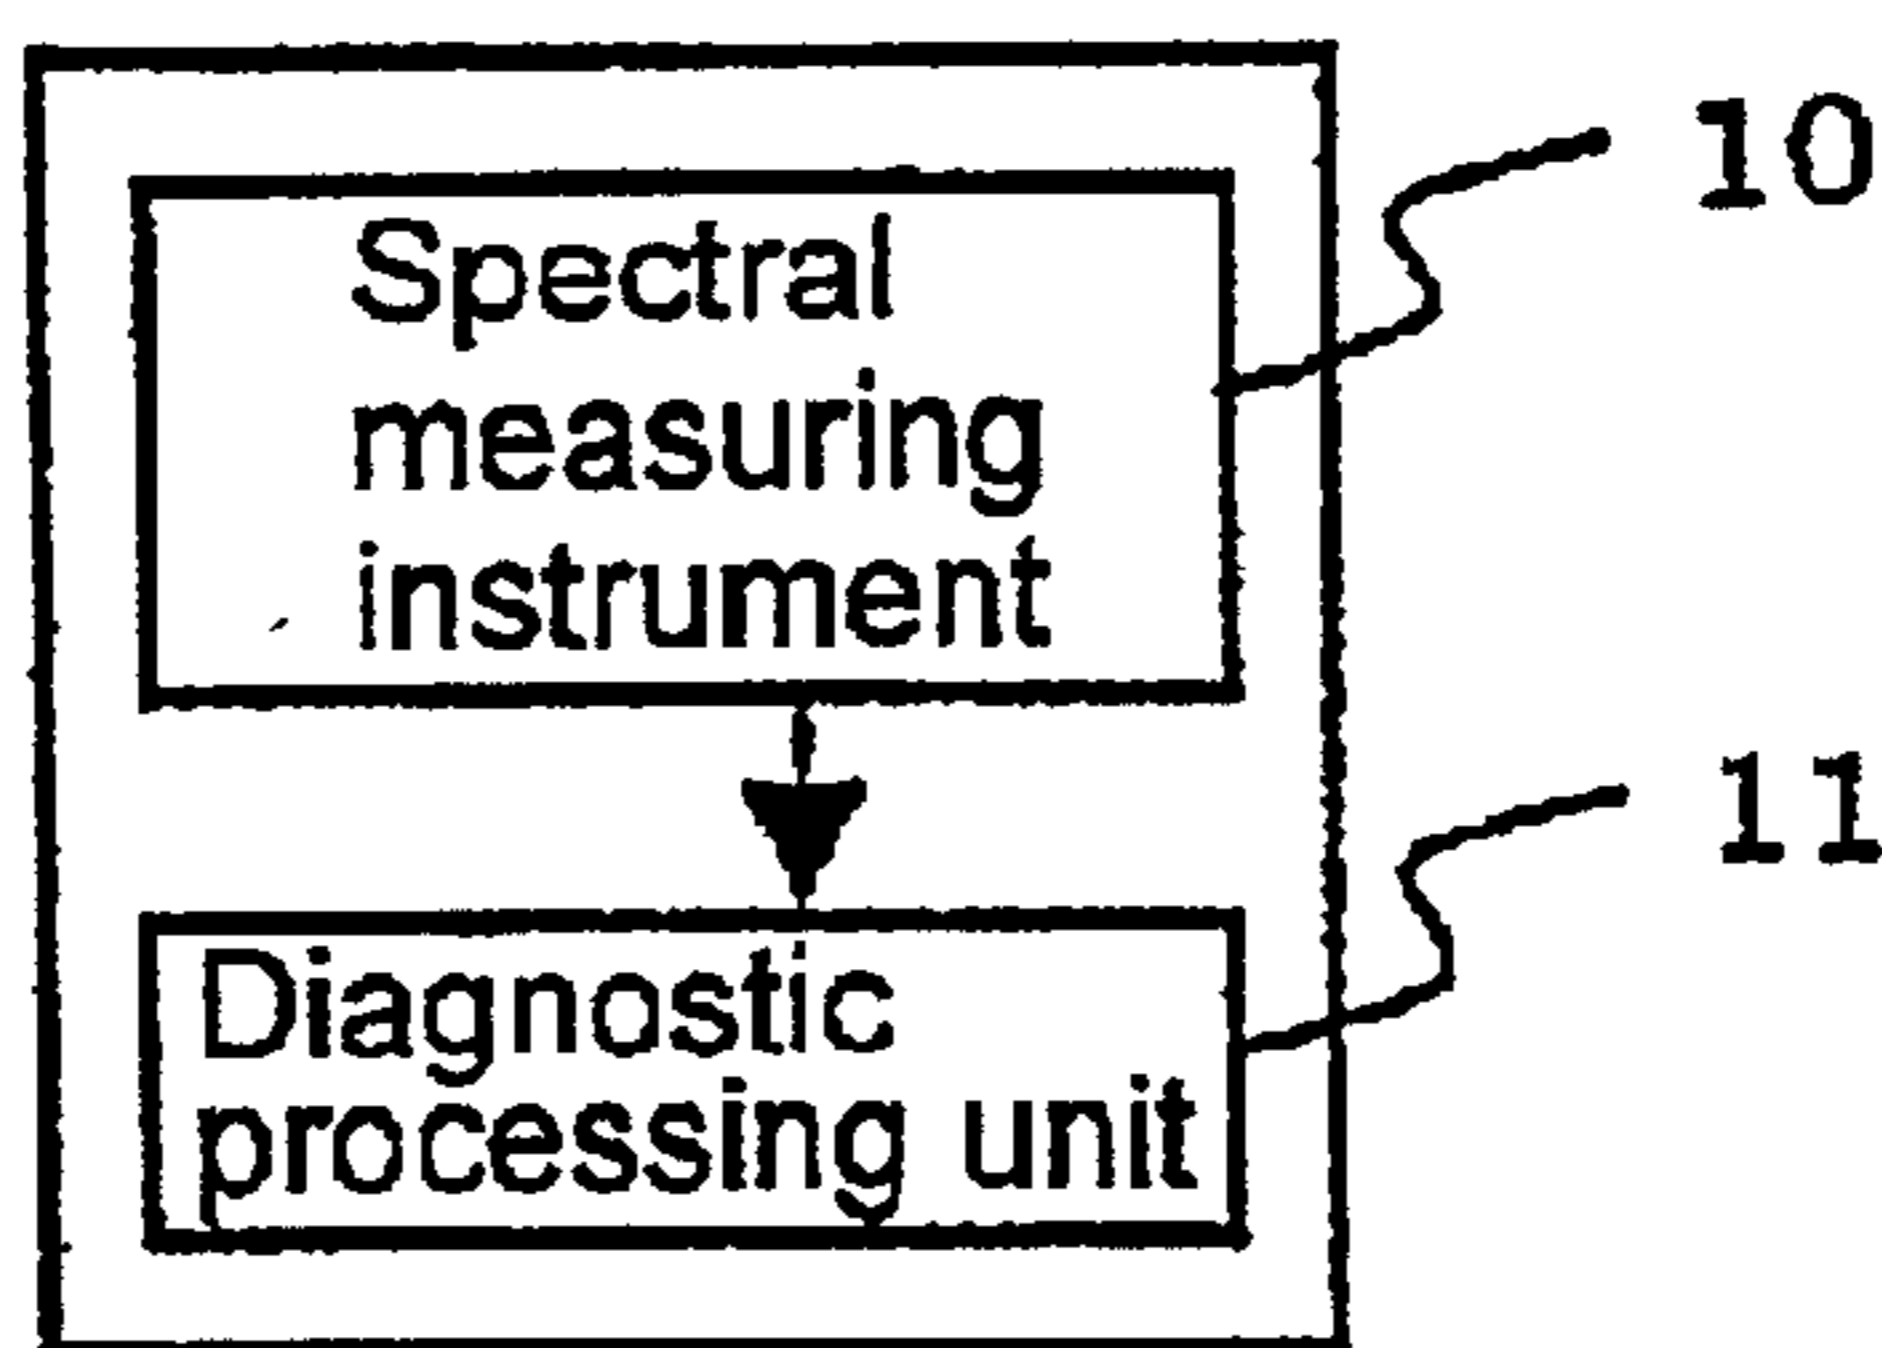 Spectral
measuring
instrument
10
Diagnostic
processing unit
11